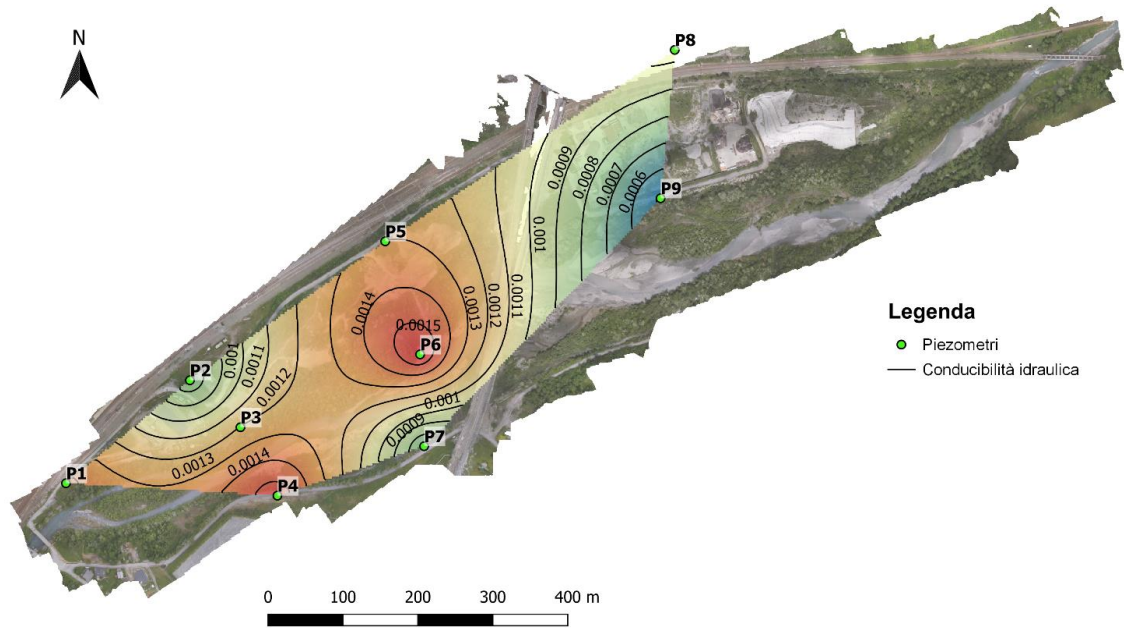 N
P8
0.0009
0.0008
0.0007
0.0006
P9
0.001
P5
0.0011
0.0012
0.0013
0.0014
0.0015
P6
Legenda
Piezometri
Conducibilità idraulica
0.001
0.0011
P2
0.0012
0.001
P3
0.0009
P7
0.0013
0.0014
P1
P4
0 100 200 300 400 m